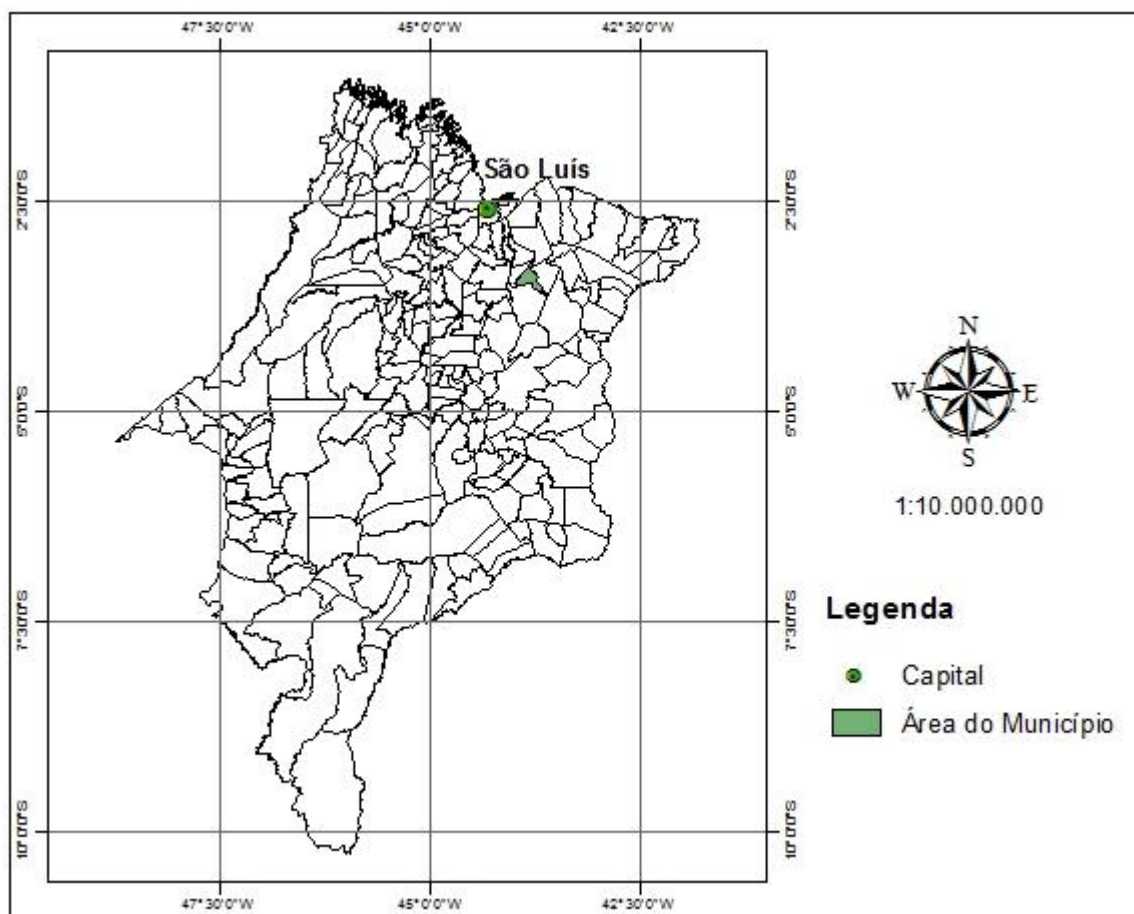 47°30'0"W 45°0'0"W 42°30'0"W
São Luís
2°30'0"S 2°30'0"S
N
W E
S
5°0'0"S 5°0'0"S
1:10.000.000
Legenda
7°30'0"S 7°30'0"S
Capital
Área do Município
10°0'0"S 10°0'0"S
47°30'0"W 45°0'0"W 42°30'0"W